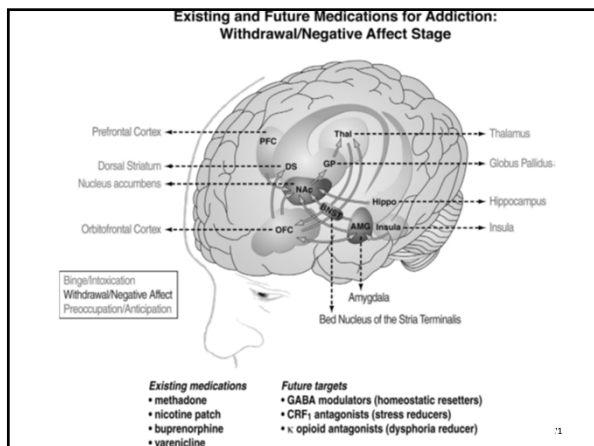 Existing and Future Medications for Addiction:
Withdrawal/Negative Affect Stage
Prefrontal Cortex
Dorsal Striatum
Nucleus accumbens
Orbitofrontal Cortex
PFC
DS
NAc
OFC
Thal
GP
Hippo
BNST
AMG
Insula
Thalamus
Globus Pallidus
Hippocampus
Insula
Amygdala
Bed Nucleus of the Stria Terminalis
Binge/Intoxication
Withdrawal/Negative Affect
Preoccupation/Anticipation
Existing medications
• methadone
• nicotine patch
• buprenorphine
• varenicline
Future targets
• GABA modulators (homeostatic resetters)
• CRF₁ antagonists (stress reducers)
• κ opioid antagonists (dysphoria reducer)